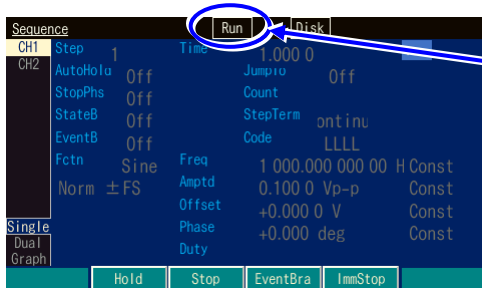 Sequence Run Disk
CH1 Step 1 Time 1.000 0
CH2 AutoHold Off JumpTo Off
StopPhs Off Count
StateB Off StepTerm ontinu
EventB Off Code LLLL
Fctn Sine Freq 1 000.000 000 00 H Const
Norm ±FS Amptd 0.100 0 Vp-p Const
Offset +0.000 0 V Const
Single Phase +0.000 deg Const
Dual Duty
Graph
Hold Stop EventBra ImmStop